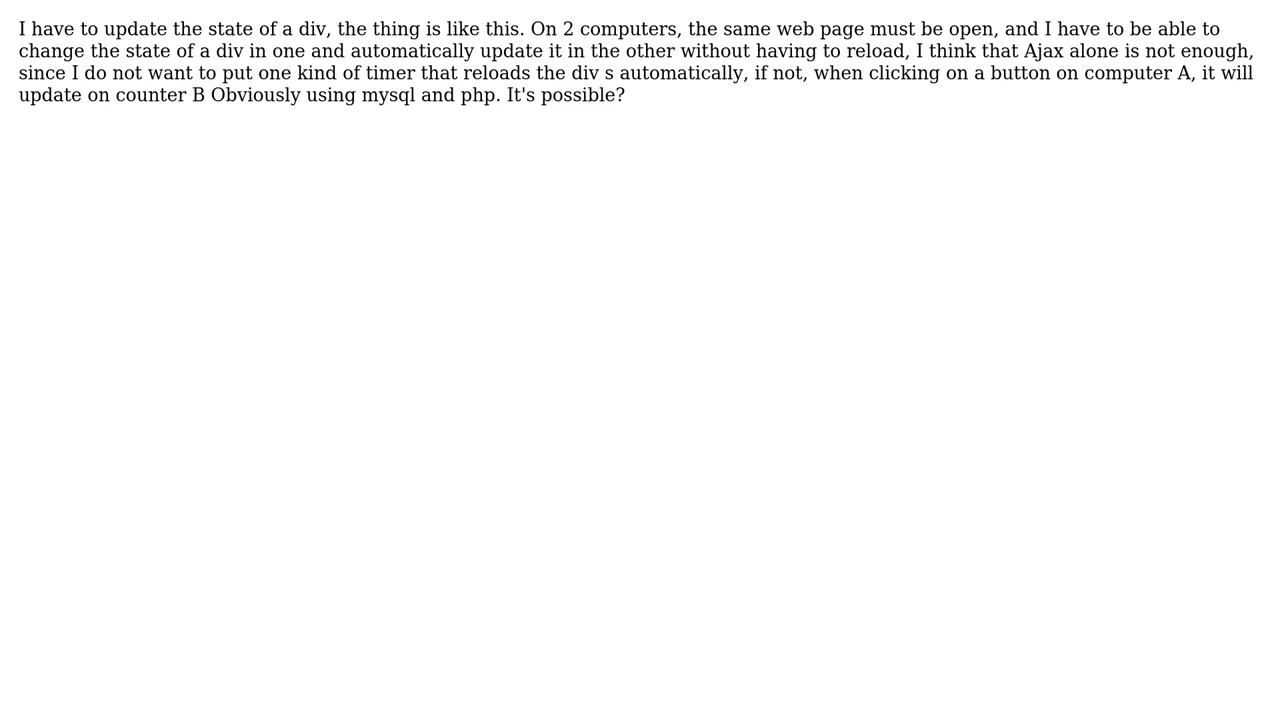 I have to update the state of a div, the thing is like this. On 2 computers, the same web page must be open, and I have to be able to
change the state of a div in one and automatically update it in the other without having to reload, I think that Ajax alone is not enough,
since I do not want to put one kind of timer that reloads the div s automatically, if not, when clicking on a button on computer A, it will
update on counter B Obviously using mysql and php. It's possible?